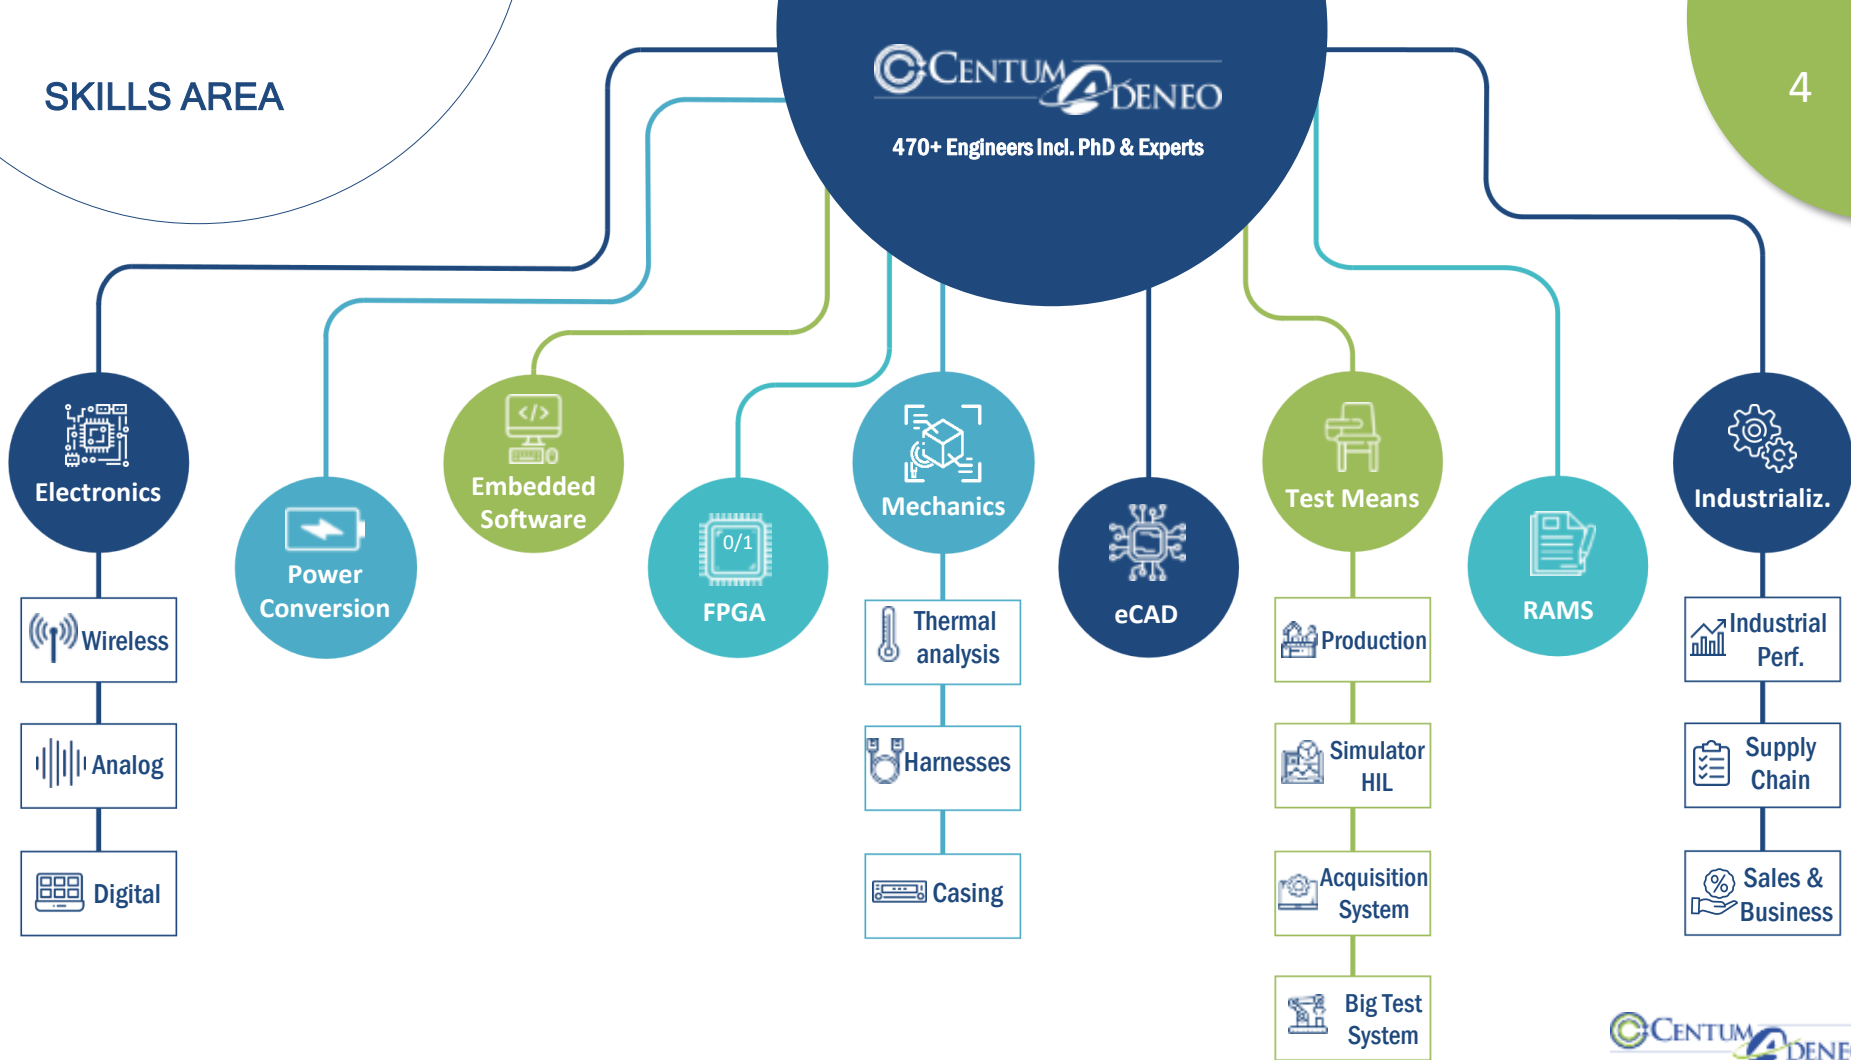 SKILLS AREA
CENTUM ADENEO
470+ Engineers Incl. PhD & Experts
4
Electronics
Wireless
Analog
Digital
Power
Conversion
</>
Embedded
Software
0/1
FPGA
Mechanics
Thermal
analysis
Harnesses
Casing
eCAD
Test Means
Production
Simulator
HIL
Acquisition
System
Big Test
System
RAMS
Industrializ.
Industrial
Perf.
Supply
Chain
%
Sales &
Business
CENTUM ADENE